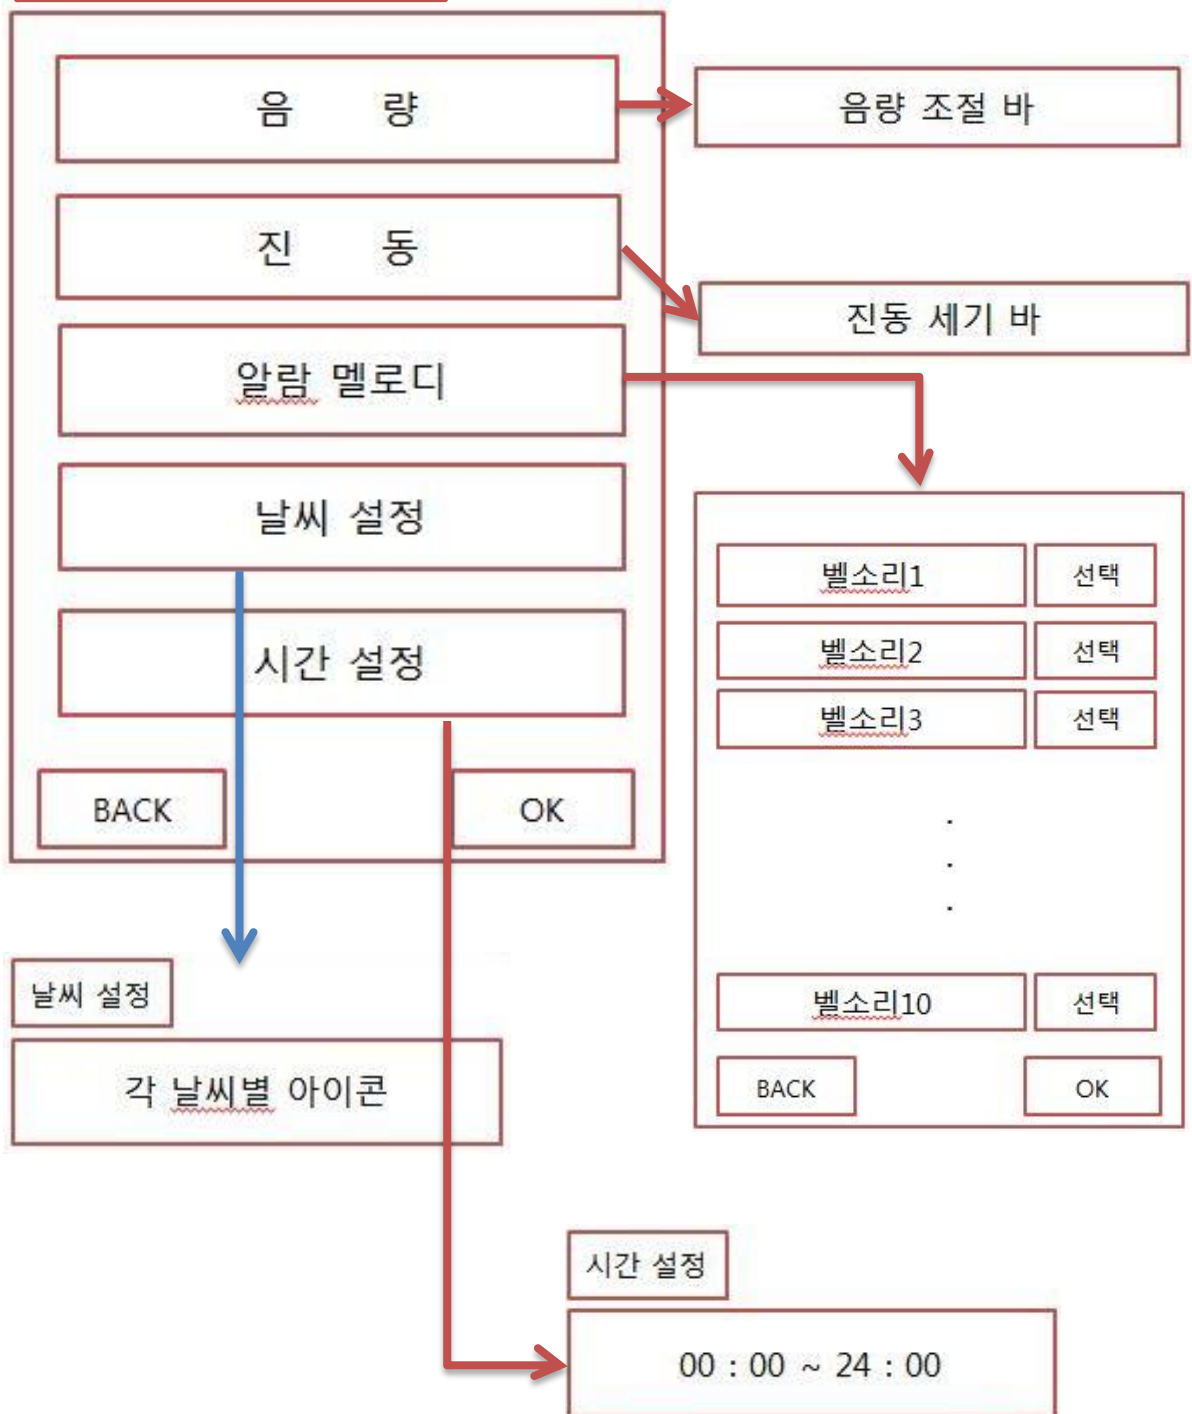 음 량
음량 조절 바
진 동
진동 세기 바
알람 멜로디
날씨 설정
시간 설정
BACK
OK
벨소리1
선택
벨소리2
선택
벨소리3
선택
.
.
.
벨소리10
선택
BACK
OK
날씨 설정
각 날씨별 아이콘
시간 설정
00 : 00 ~ 24 : 00